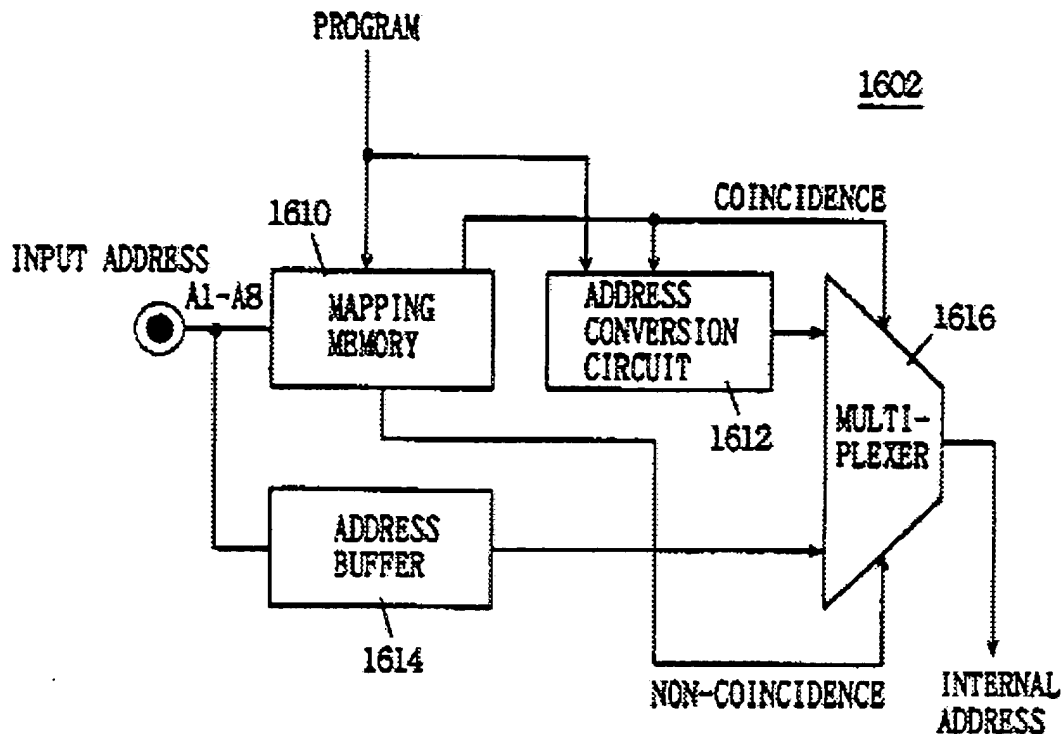 PROGRAM
1602
COINCIDENCE
1610
INPUT ADDRESS
A1-A8
MAPPING
MEMORY
ADDRESS
CONVERSION
CIRCUIT
1616
1612
MULTI-
PLEXER
ADDRESS
BUFFER
1614
NON-COINCIDENCE
INTERNAL
ADDRESS